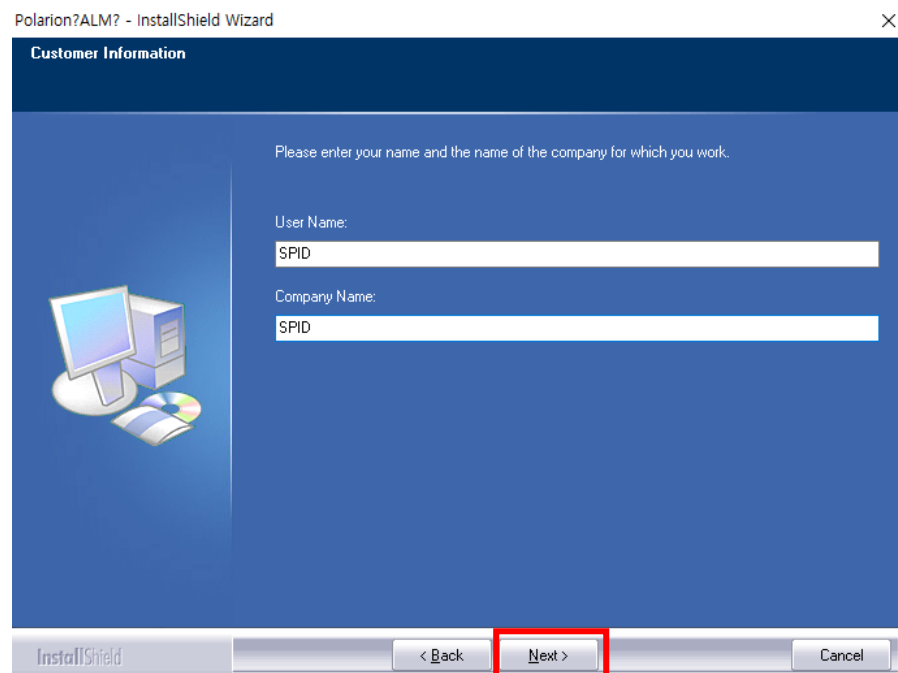 Polarion?ALM? - InstallShield Wizard
Customer Information
Please enter your name and the name of the company for which you work.
User Name:
SPID
Company Name:
SPID
InstallShield
< Back
Next >
Cancel